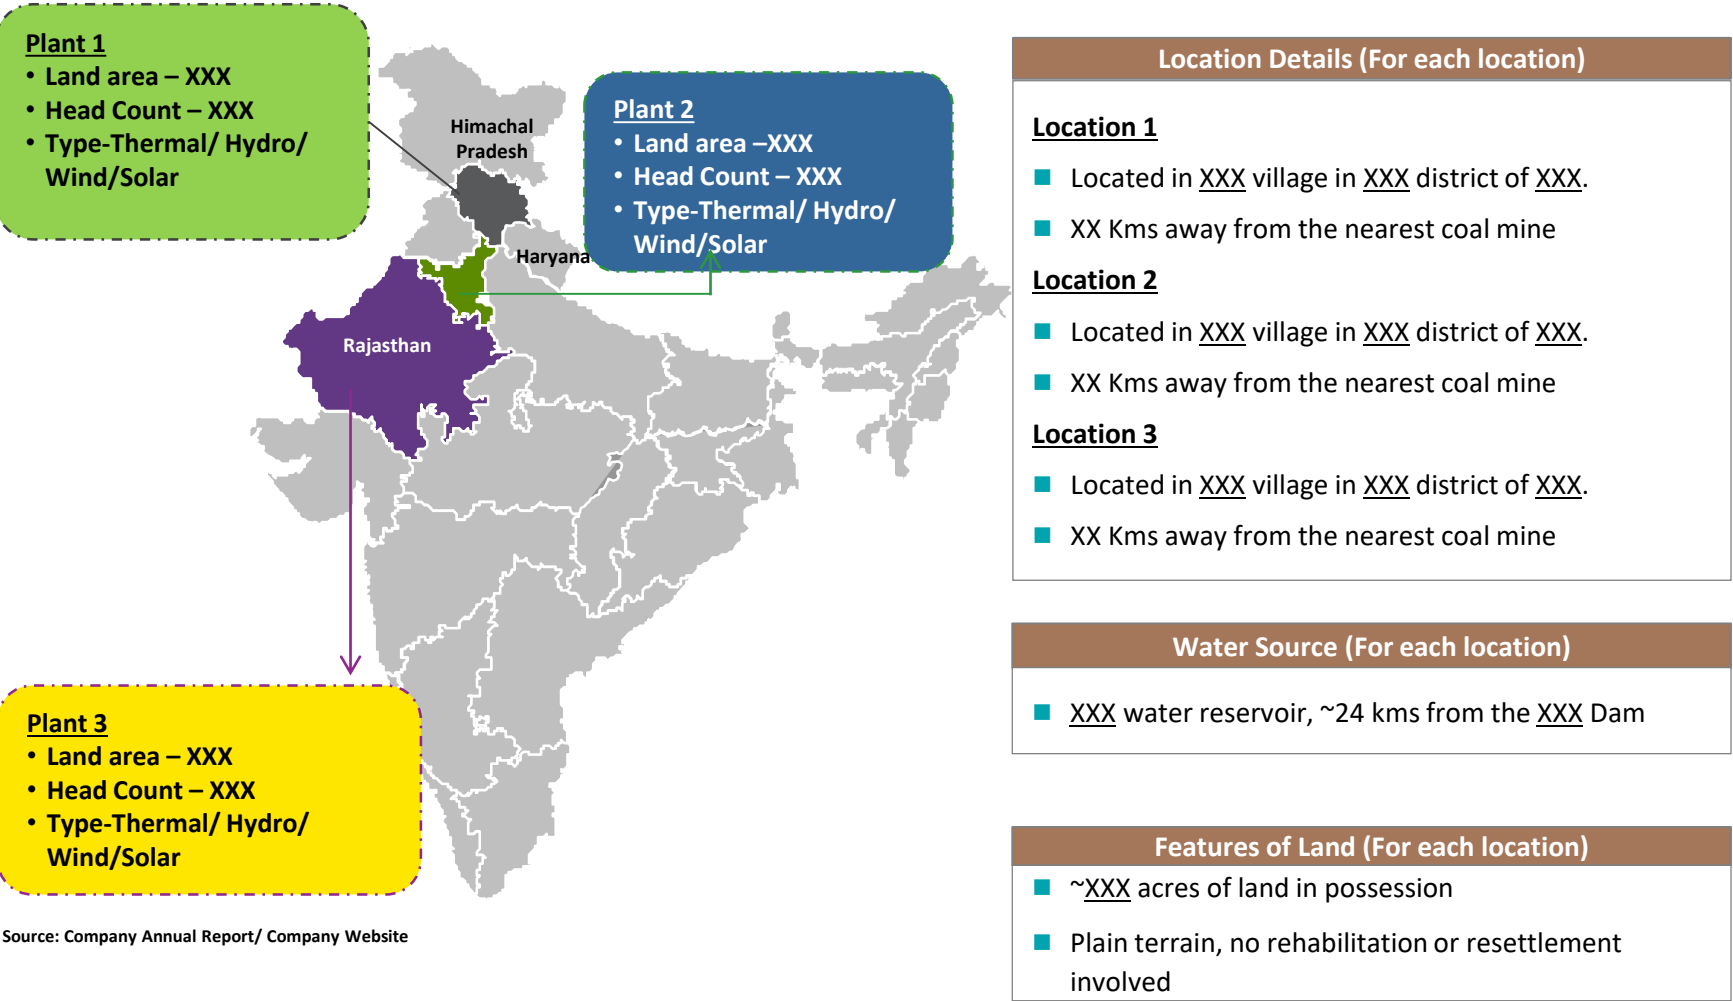 Plant 1
• Land area – XXX
• Head Count – XXX
• Type-Thermal/ Hydro/
Wind/Solar
Himachal
Pradesh
Plant 2
• Land area –XXX
• Head Count – XXX
• Type-Thermal/ Hydro/
Wind/Solar
Haryana
Rajasthan
Plant 3
• Land area – XXX
• Head Count – XXX
• Type-Thermal/ Hydro/
Wind/Solar
Source: Company Annual Report/ Company Website
Location Details (For each location)
Location 1
Located in XXX village in XXX district of XXX.
XX Kms away from the nearest coal mine
Location 2
Located in XXX village in XXX district of XXX.
XX Kms away from the nearest coal mine
Location 3
Located in XXX village in XXX district of XXX.
XX Kms away from the nearest coal mine
Water Source (For each location)
XXX water reservoir, ~24 kms from the XXX Dam
Features of Land (For each location)
~XXX acres of land in possession
Plain terrain, no rehabilitation or resettlement
involved